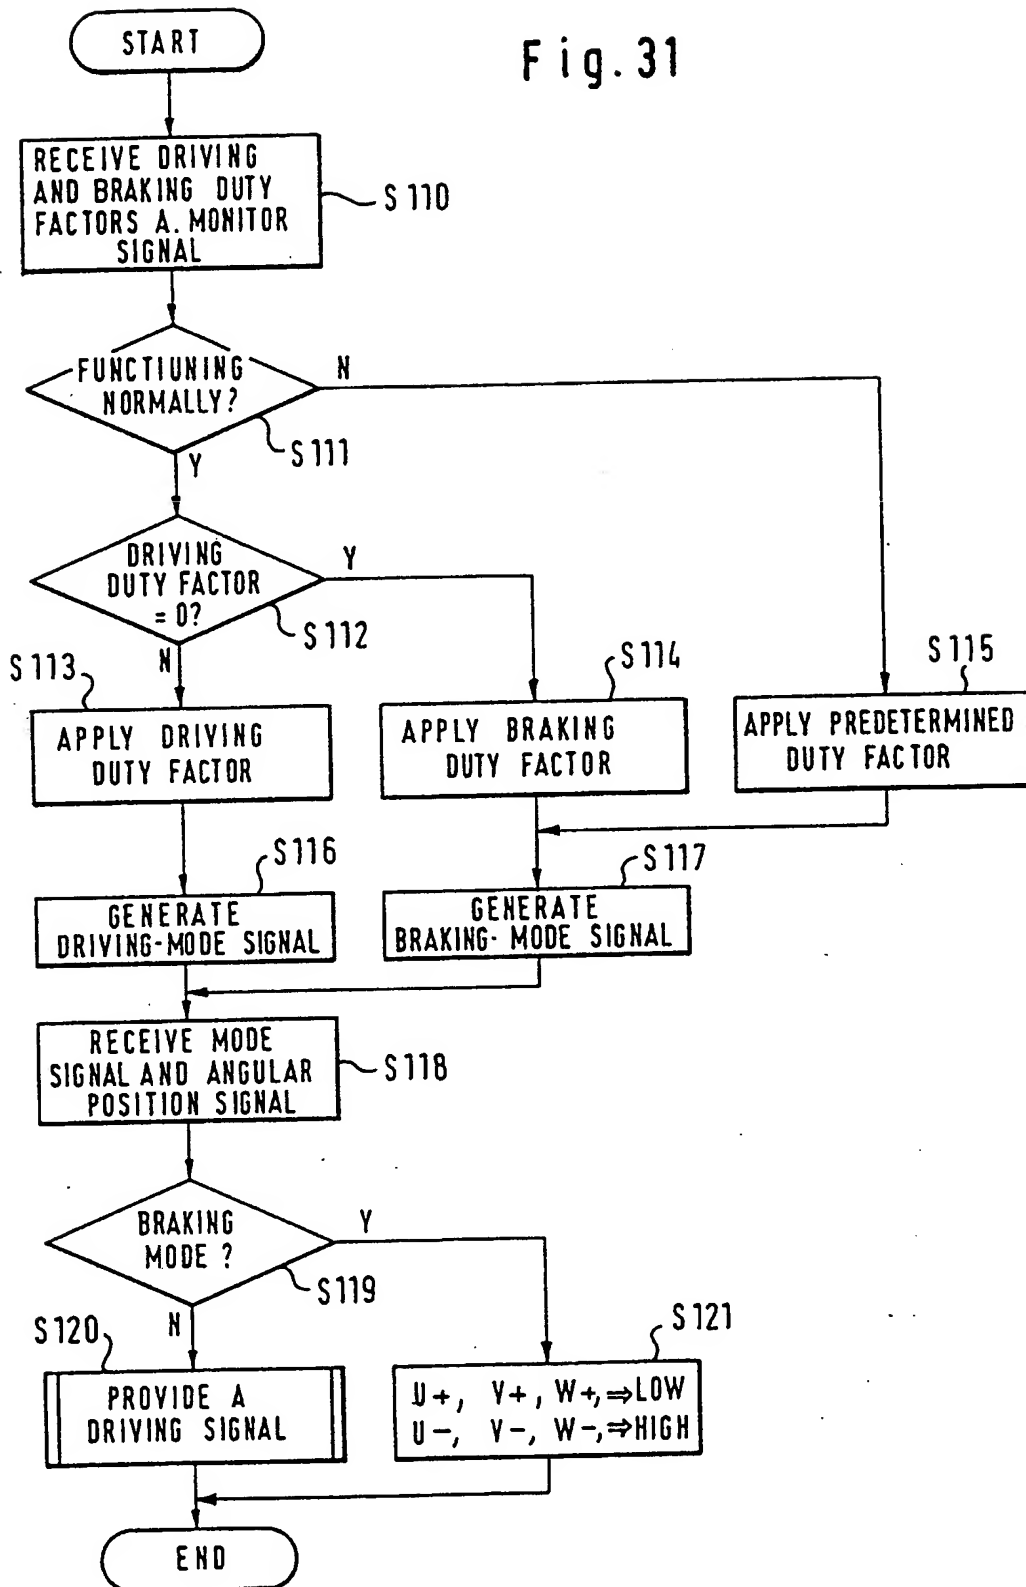 START
Fig. 31
RECEIVE DRIVING
AND BRAKING DUTY
FACTORS A. MONITOR
SIGNAL
S110
FUNCTIUNING
NORMALLY?
N
S111
Y
DRIVING
DUTY FACTOR
= 0?
Y
S112
N
S113
S114
S115
APPLY DRIVING
DUTY FACTOR
APPLY BRAKING
DUTY FACTOR
APPLY PREDETERMINED
DUTY FACTOR
S116
S117
GENERATE
DRIVING-MODE SIGNAL
GENERATE
BRAKING-MODE SIGNAL
RECEIVE MODE
SIGNAL AND ANGULAR
POSITION SIGNAL
S118
BRAKING
MODE ?
Y
S119
N
S120
S121
PROVIDE A
DRIVING SIGNAL
U+, V+, W+, ⇒LOW
U−, V−, W−, ⇒HIGH
END